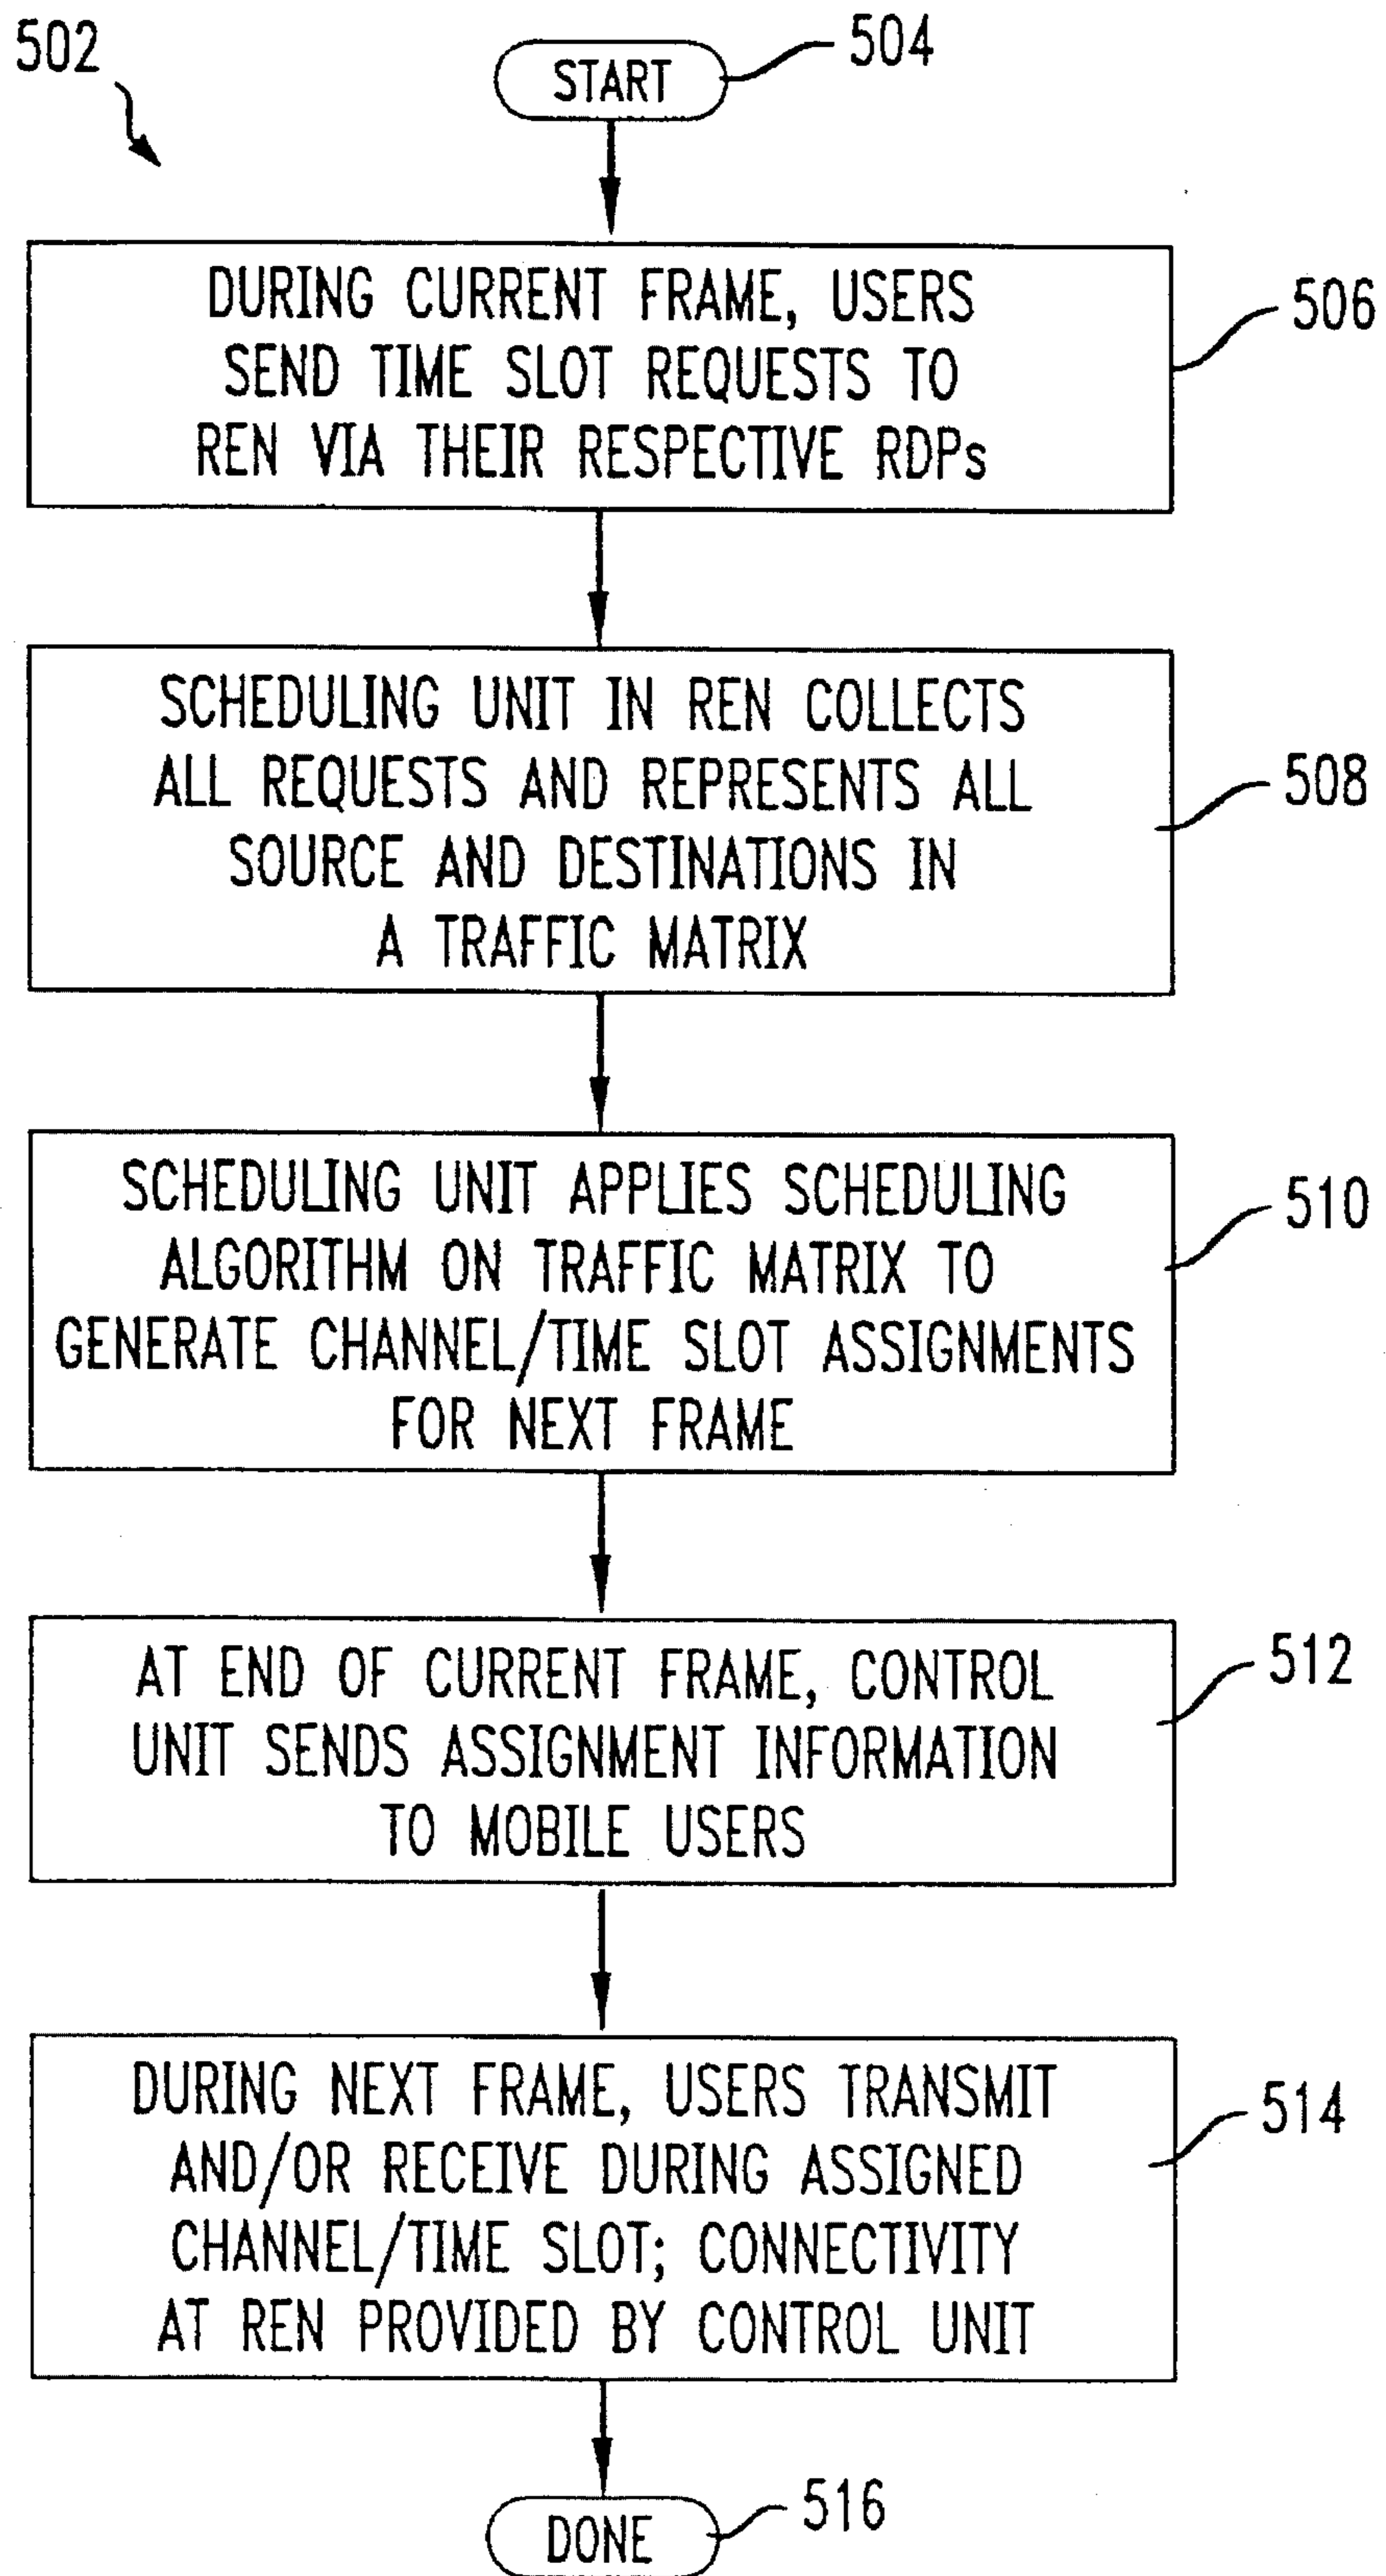 502
START
504
DURING CURRENT FRAME, USERS
SEND TIME SLOT REQUESTS TO
REN VIA THEIR RESPECTIVE RDPs
506
SCHEDULING UNIT IN REN COLLECTS
ALL REQUESTS AND REPRESENTS ALL
SOURCE AND DESTINATIONS IN
A TRAFFIC MATRIX
508
SCHEDULING UNIT APPLIES SCHEDULING
ALGORITHM ON TRAFFIC MATRIX TO
GENERATE CHANNEL/TIME SLOT ASSIGNMENTS
FOR NEXT FRAME
510
AT END OF CURRENT FRAME, CONTROL
UNIT SENDS ASSIGNMENT INFORMATION
TO MOBILE USERS
512
DURING NEXT FRAME, USERS TRANSMIT
AND/OR RECEIVE DURING ASSIGNED
CHANNEL/TIME SLOT; CONNECTIVITY
AT REN PROVIDED BY CONTROL UNIT
514
DONE
516